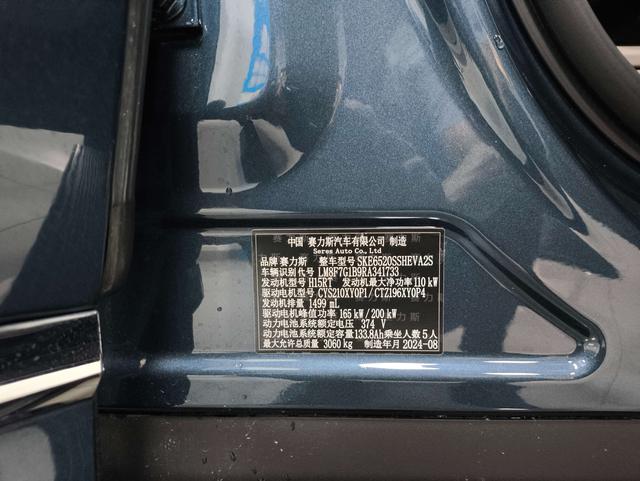 中国 赛力斯汽车有限公司 制造
Seres Auto Co., Ltd
品牌 赛力斯 整车型号 SKE6520SSHEVA2S
车辆识别代号 LM8F7G1B9RA341733
发动机型号 H15RT 发动机最大净功率 110 kW
驱动电机型号 CYS210XY0P1/CTZ196XY0P4
发动机排量 1499 mL
驱动电机峰值功率 165 kW/200 kW
动力电池系统额定电压 374 V
动力电池系统额定容量 133.8Ah 乘坐人数 5 人
最大允许总质量 3060 kg 制造年月 2024-08